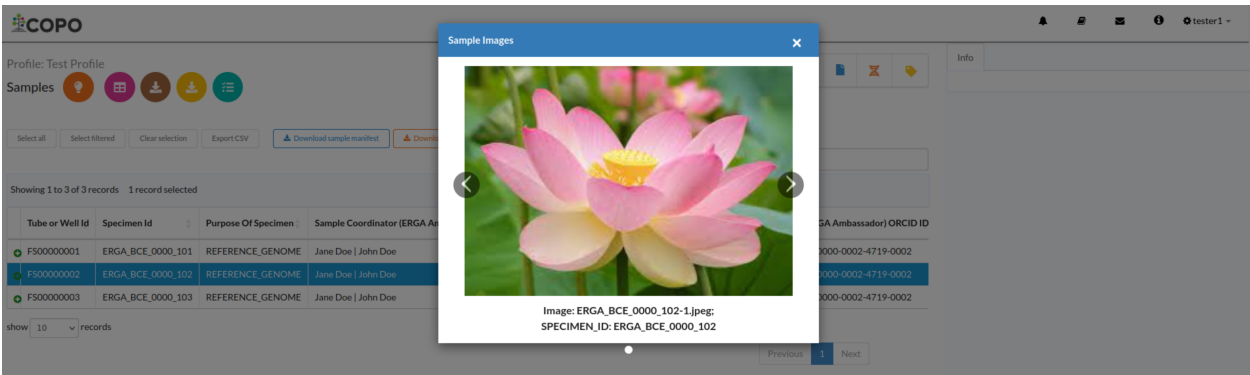 COPO
tester1
Sample Images
×
Profile: Test Profile
Info
Samples
Select all
Select filtered
Clear selection
Export CSV
Download sample manifest
Showing 1 to 3 of 3 records 1 record selected
Tube or Well Id Specimen Id Purpose Of Specimen Sample Coordinator (ERGA Ambassador) ORCID ID
FS00000001 ERGA_BCE_0000_101 REFERENCE_GENOME Jane Doe | John Doe 0000-0002-4719-0002
FS00000002 ERGA_BCE_0000_102 REFERENCE_GENOME Jane Doe | John Doe 0000-0002-4719-0002
FS00000003 ERGA_BCE_0000_103 REFERENCE_GENOME Jane Doe | John Doe 0000-0002-4719-0002
Image: ERGA_BCE_0000_102-1.jpeg;
SPECIMEN_ID: ERGA_BCE_0000_102
show 10 records
Previous 1 Next